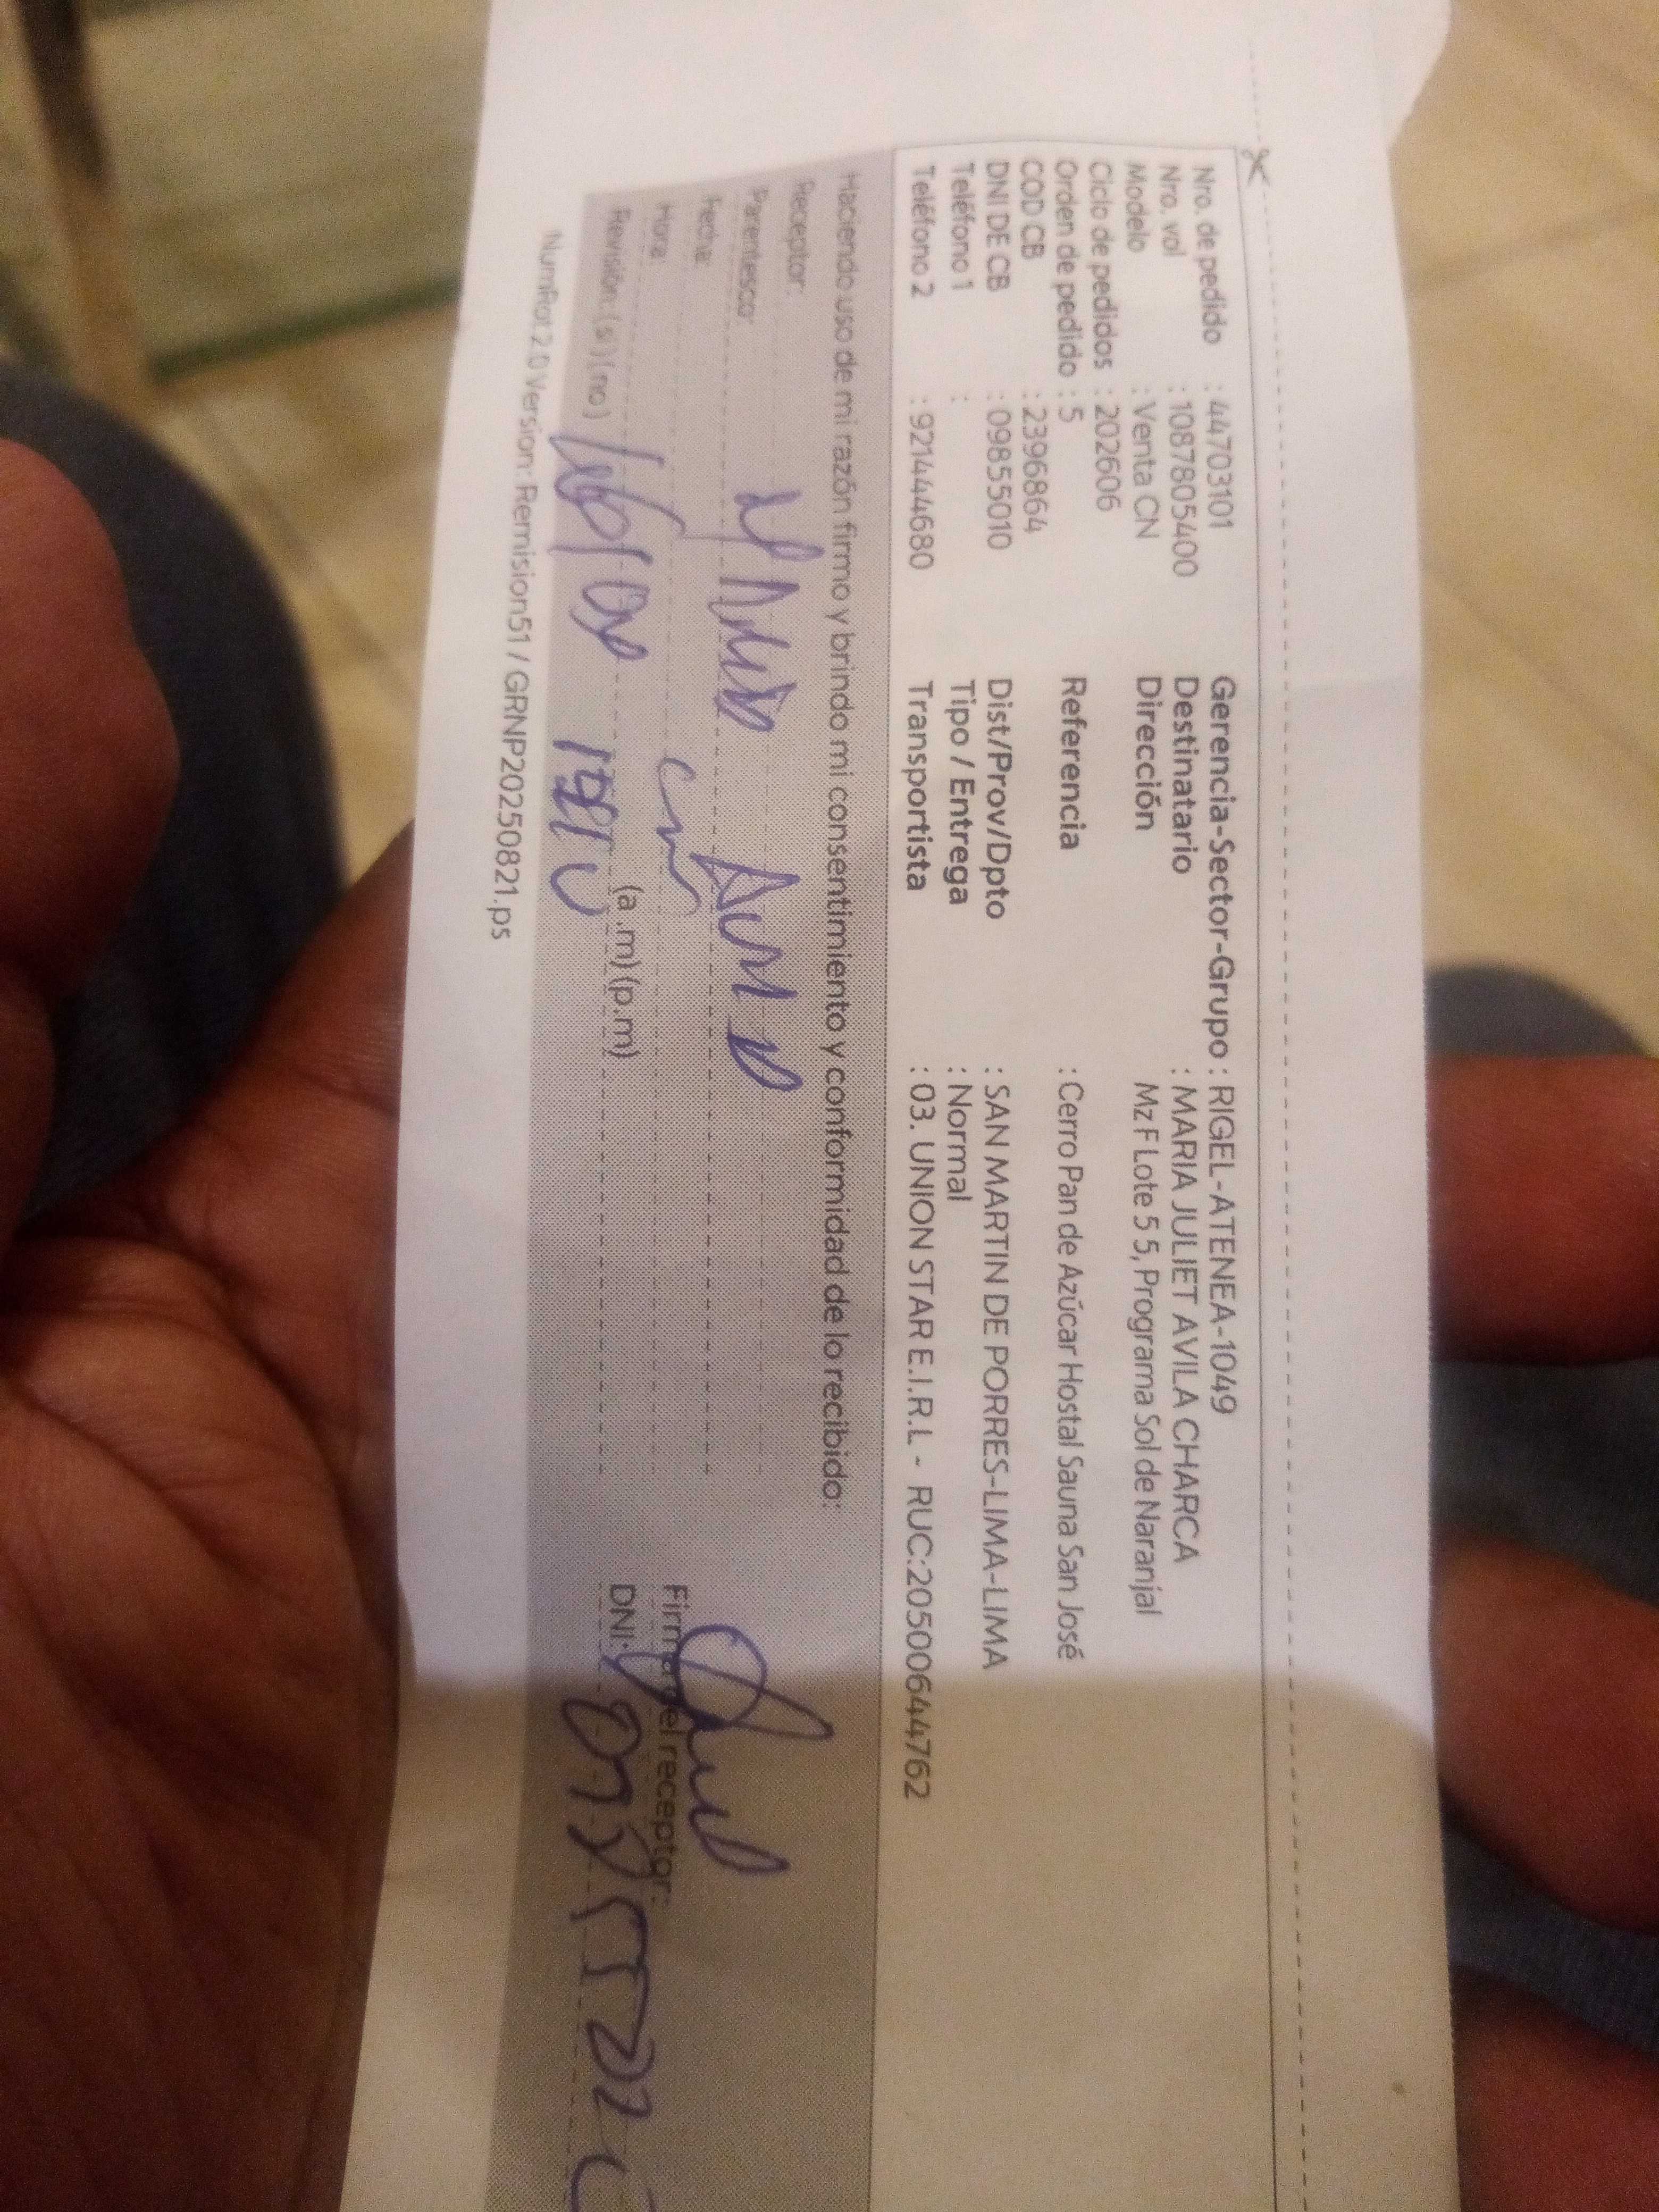 Nro. de pedido : 44703101
Nro. vol : 1087805400
Modelo : Venta CN
Ciclo de pedidos : 202606
Orden de pedido : 5
COD CB : 2396864
DNI DE CB : 09855010
Teléfono 1 :
Teléfono 2 : 921444680
Gerencia-Sector-Grupo : RIGEL-ATENEA-1049
Destinatario : MARIA JULIET AVILA CHARCA
Dirección Mz F Lote 5 5, Programa Sol de Naranjal
Referencia : Cerro Pan de Azúcar Hostal Sauna San José
Dist/Prov/Dpto : SAN MARTIN DE PORRES-LIMA-LIMA
Tipo / Entrega : Normal
Transportista : 03. UNION STAR E.I.R.L - RUC:20500644762
Haciendo uso de mi razón firmo y brindo mi consentimiento y conformidad de lo recibido:
Receptor:
Parentesco:
Fecha:
Hora: (a.m)(p.m)
Revisión: (si)(no)
Firma del receptor:
DNI:
NumRot2.0 Version: Remision51 / GRNP20250821.ps